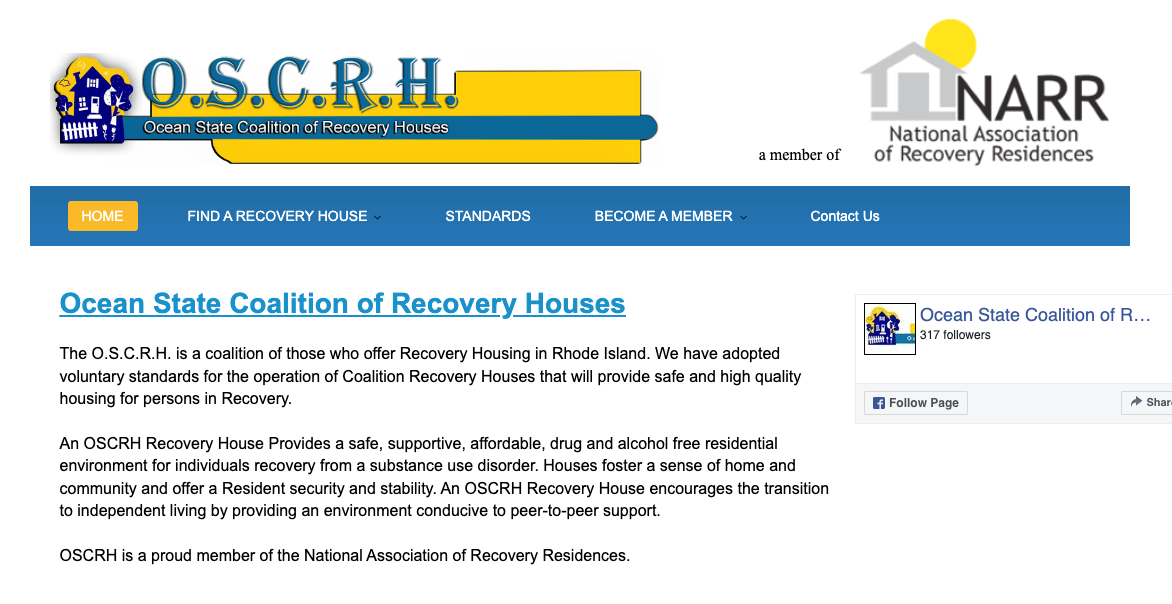 O.S.C.R.H.
Ocean State Coalition of Recovery Houses
a member of
NARR
National Association
of Recovery Residences
HOME
FIND A RECOVERY HOUSE
STANDARDS
BECOME A MEMBER
Contact Us
Ocean State Coalition of Recovery Houses
The O.S.C.R.H. is a coalition of those who offer Recovery Housing in Rhode Island. We have adopted
voluntary standards for the operation of Coalition Recovery Houses that will provide safe and high quality
housing for persons in Recovery.
An OSCRH Recovery House Provides a safe, supportive, affordable, drug and alcohol free residential
environment for individuals recovery from a substance use disorder. Houses foster a sense of home and
community and offer a Resident security and stability. An OSCRH Recovery House encourages the transition
to independent living by providing an environment conducive to peer-to-peer support.
OSCRH is a proud member of the National Association of Recovery Residences.
Ocean State Coalition of R...
317 followers
Follow Page
Shar